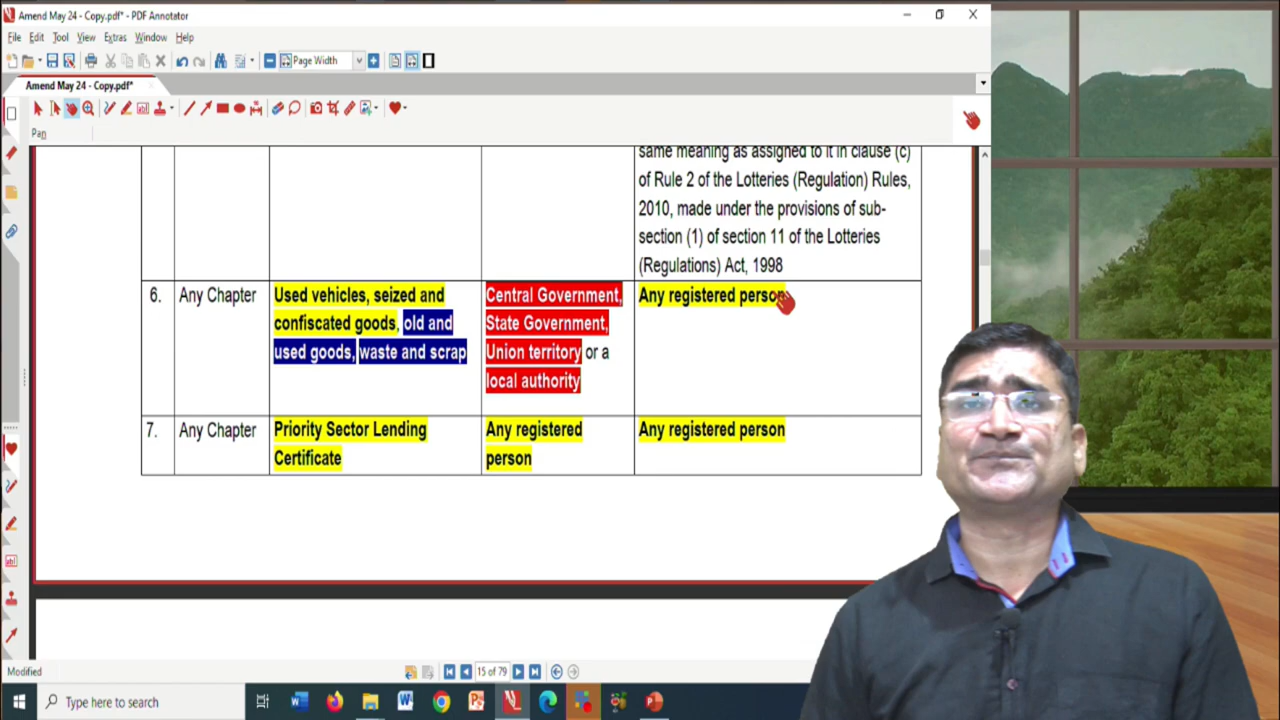 Amend May 24 - Copy.pdf* - PDF Annotator
File Edit Tool View Extras Window Help
Page Width
Amend May 24 - Copy.pdf*
Pan
same meaning as assigned to it in clause (c)
of Rule 2 of the Lotteries (Regulation) Rules,
2010, made under the provisions of sub-
section (1) of section 11 of the Lotteries
(Regulations) Act, 1998
6. Any Chapter Used vehicles, seized and Central Government, Any registered person
confiscated goods, old and State Government,
used goods, waste and scrap Union territory or a
local authority
7. Any Chapter Priority Sector Lending Any registered Any registered person
Certificate person
Modified 15 of 79
Type here to search